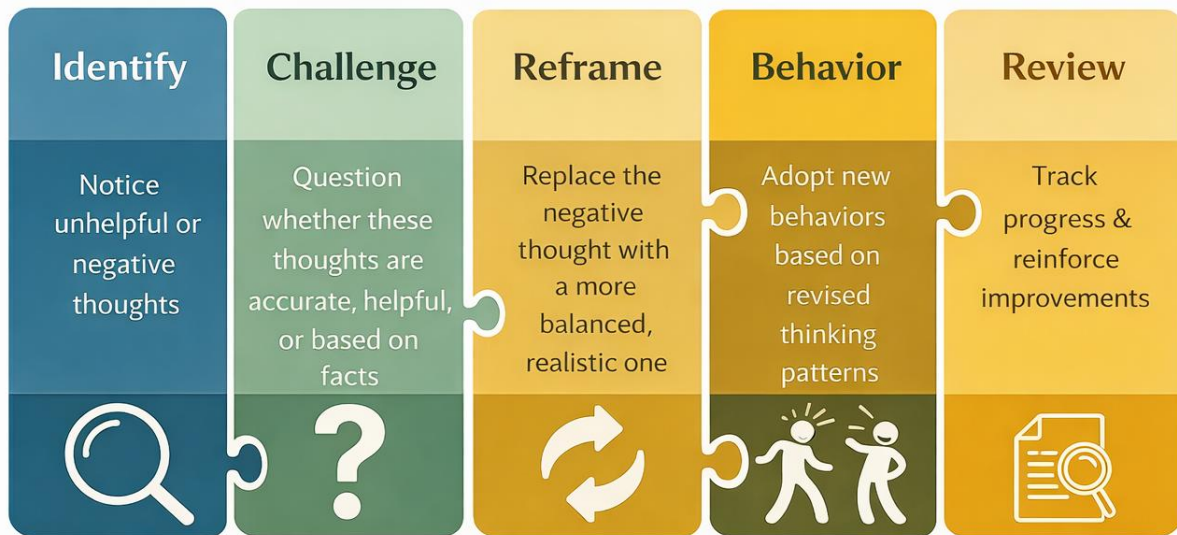 Identify
Notice
unhelpful or
negative
thoughts
Challenge
Question
whether these
thoughts are
accurate, helpful,
or based on
facts
?
Reframe
Replace the
negative
thought with
a more
balanced,
realistic one
Behavior
Adopt new
behaviors
based on
revised
thinking
patterns
Review
Track
progress &
reinforce
improvements